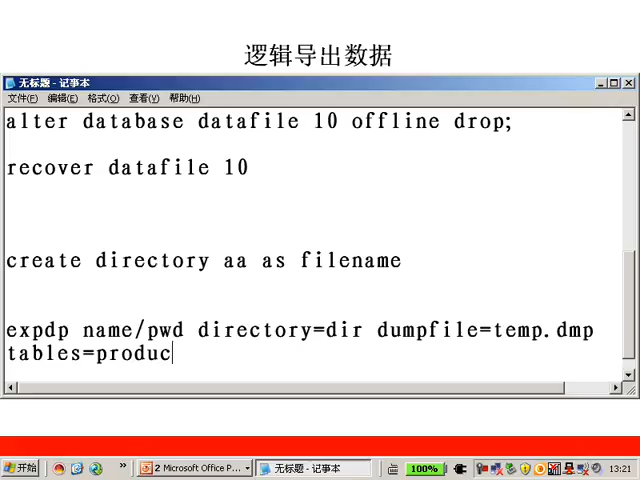 逻辑导出数据
无标题 - 记事本
文件(F) 编辑(E) 格式(O) 查看(V) 帮助(H)
alter database datafile 10 offline drop;
recover datafile 10
create directory aa as filename
expdp name/pwd directory=dir dumpfile=temp.dmp
tables=produc
开始 » 2 Microsoft Office P... 无标题 - 记事本 100% 13:21